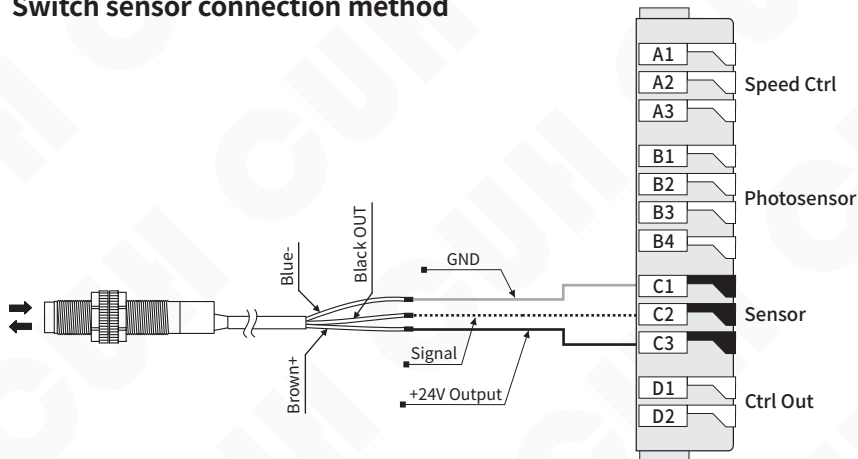 Switch sensor connection method
A1
A2
A3
Speed Ctrl
B1
B2
B3
B4
Photosensor
Blue-
Black OUT
Brown+
GND
Signal
+24V Output
C1
C2
C3
Sensor
D1
D2
Ctrl Out